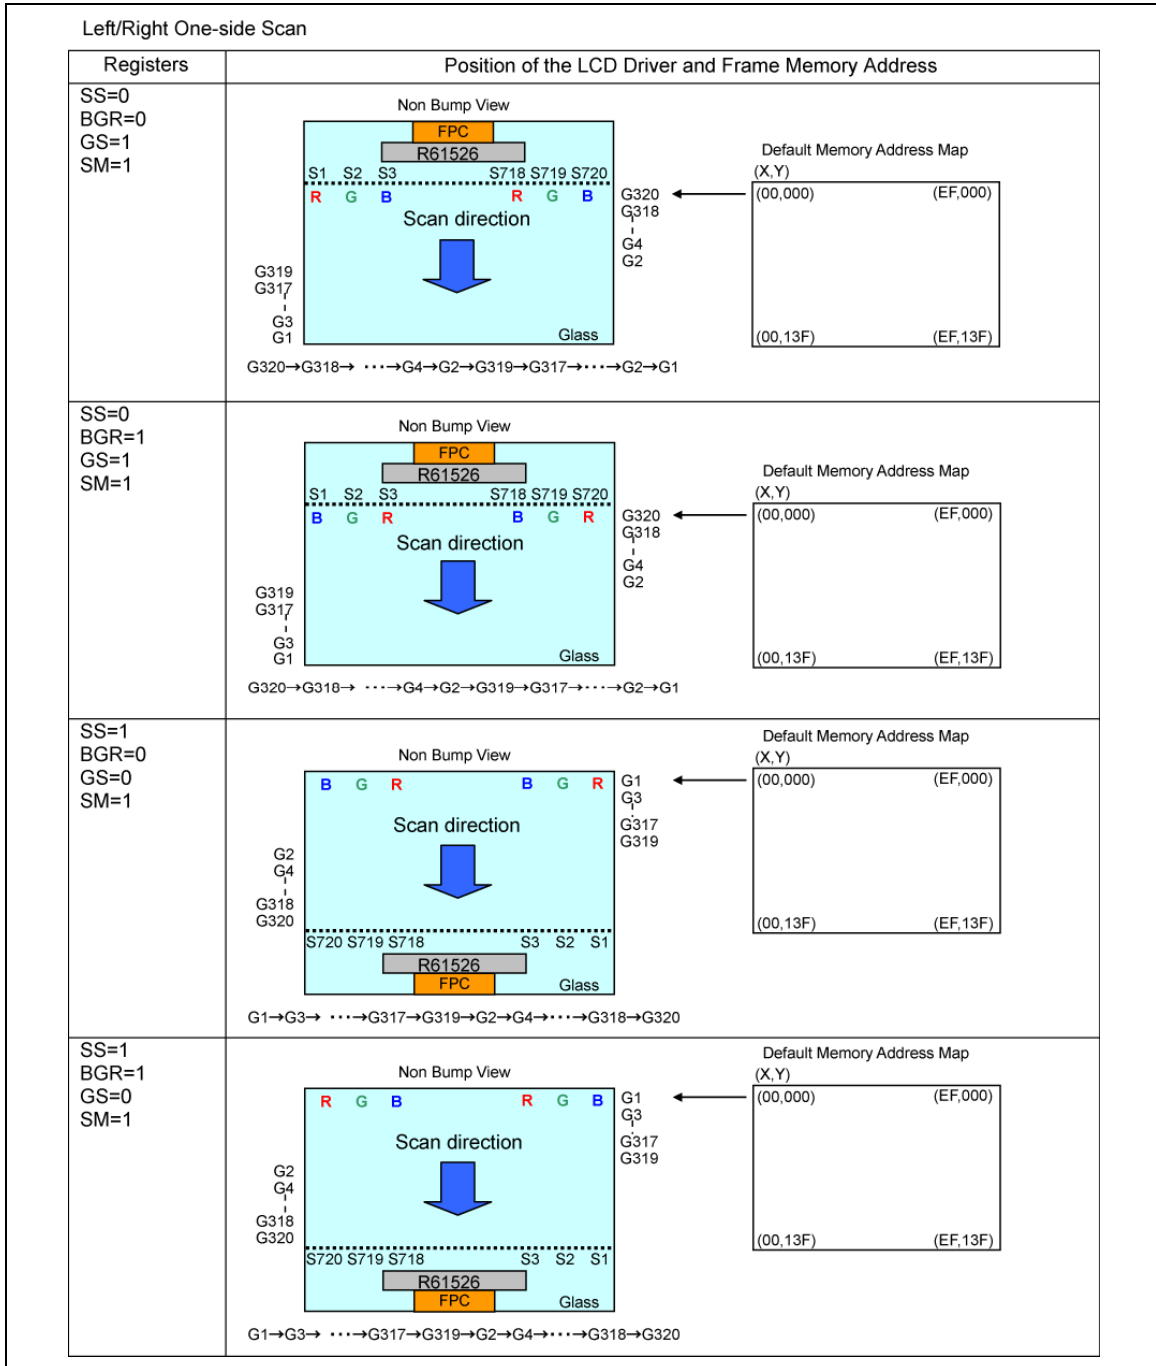 Left/Right One-side Scan
Registers
Position of the LCD Driver and Frame Memory Address
SS=0
BGR=0
GS=1
SM=1
Non Bump View
FPC
R61526
S1 S2 S3 S718 S719 S720
R G B R G B
Scan direction
G320
G318
G4
G2
G319
G317
G3
G1
Glass
G320→G318→ ····→G4→G2→G319→G317→·····→G2→G1
Default Memory Address Map
(X,Y)
(00,000) (EF,000)
(00,13F) (EF,13F)
SS=0
BGR=1
GS=1
SM=1
Non Bump View
FPC
R61526
S1 S2 S3 S718 S719 S720
B G R B G R
Scan direction
G320
G318
G4
G2
G319
G317
G3
G1
Glass
G320→G318→ ····→G4→G2→G319→G317→·····→G2→G1
Default Memory Address Map
(X,Y)
(00,000) (EF,000)
(00,13F) (EF,13F)
SS=1
BGR=0
GS=0
SM=1
Non Bump View
B G R B G R
Scan direction
G1
G3
G317
G319
G2
G4
G318
G320
S720 S719 S718 S3 S2 S1
R61526
FPC
Glass
G1→G3→ ····→G317→G319→G2→G4→·····→G318→G320
Default Memory Address Map
(X,Y)
(00,000) (EF,000)
(00,13F) (EF,13F)
SS=1
BGR=1
GS=0
SM=1
Non Bump View
R G B R G B
Scan direction
G1
G3
G317
G319
G2
G4
G318
G320
S720 S719 S718 S3 S2 S1
R61526
FPC
Glass
G1→G3→ ····→G317→G319→G2→G4→·····→G318→G320
Default Memory Address Map
(X,Y)
(00,000) (EF,000)
(00,13F) (EF,13F)